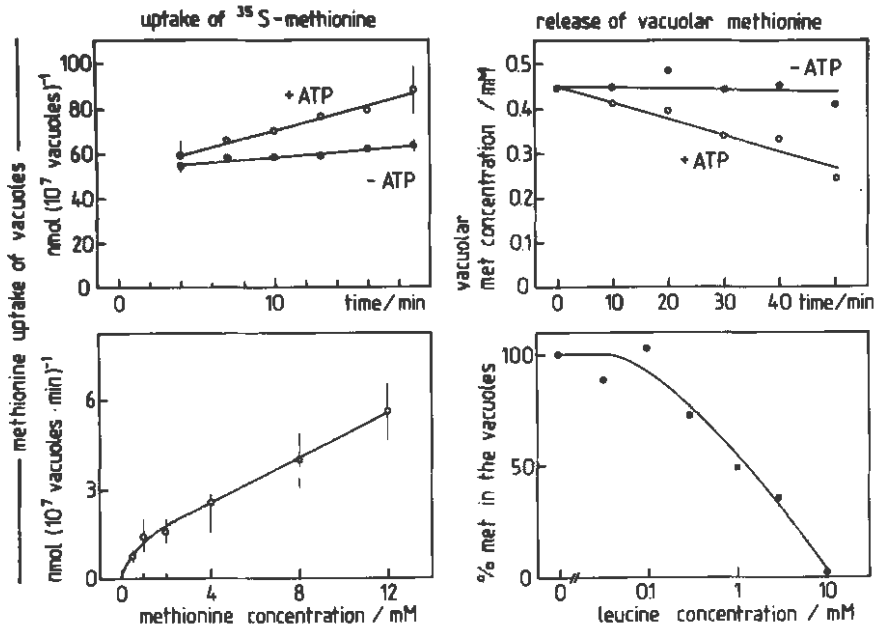 uptake of ³⁵S-methionine
methionine uptake of vacuoles
nmol (10⁷ vacuoles)⁻¹
100
80
60
40
20
0
+ATP
-ATP
0
10
time/min
release of vacuolar methionine
vacuolar
met concentration / mM
0.5
0.4
0.3
0.2
0.1
0
-ATP
+ATP
0
10
20
30
40
time/min
nmol (10⁷ vacuoles · min)⁻¹
6
3
0
0
4
8
12
methionine concentration / mM
% met in the vacuoles
100
50
0
0
0.1
1
10
leucine concentration / mM